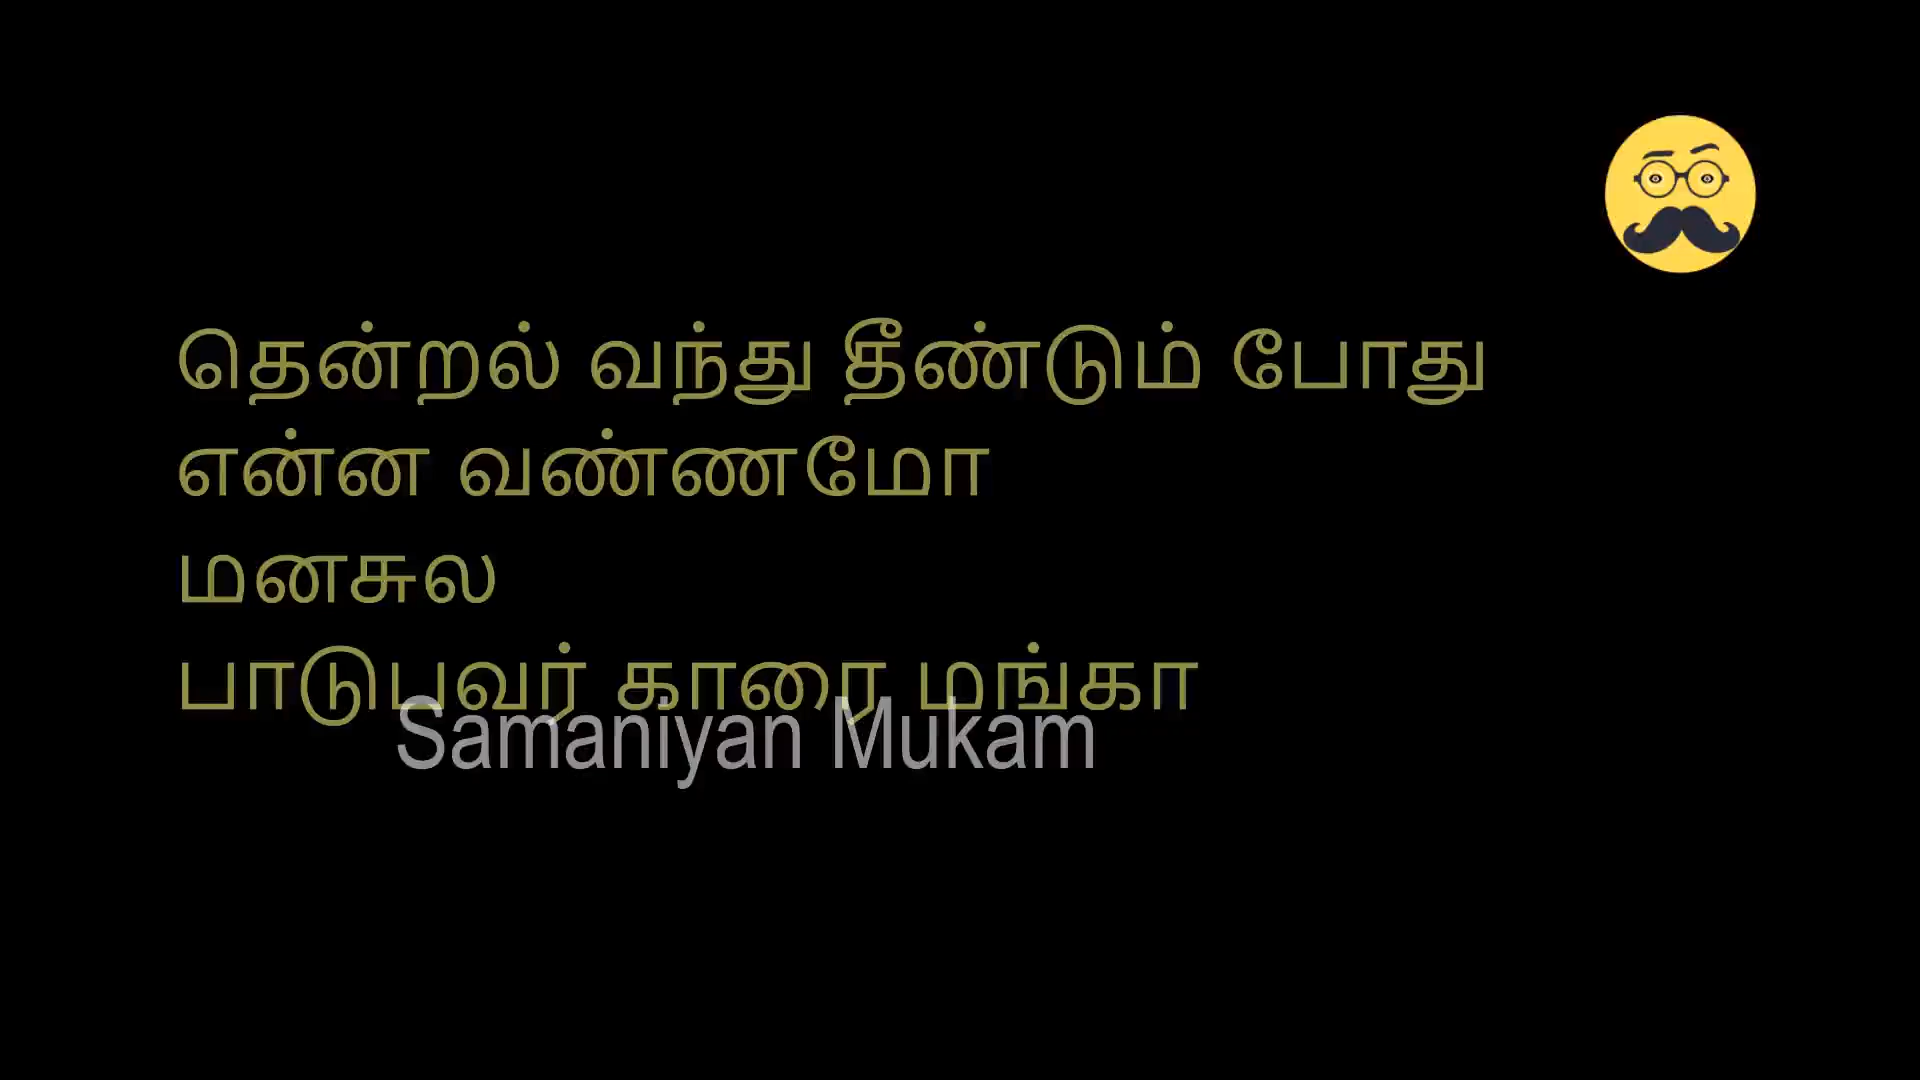 தென்றல் வந்து தீண்டும் போது
என்ன வண்ணமோ
மனசுல
பாடுபவர் காரை மங்கா
Samaniyan Mukam